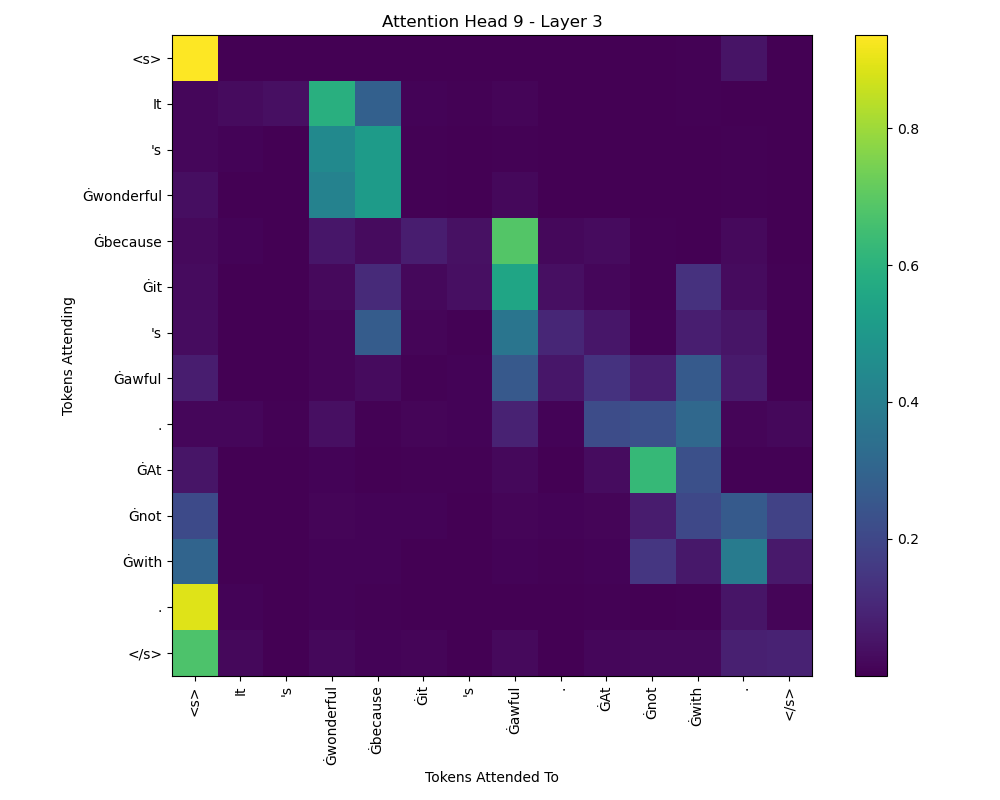 Attention Head 9 - Layer 3
<s>
It
's
Ġwonderful
Ġbecause
Ġit
's
Ġawful
.
ĠAt
Ġnot
Ġwith
.
</s>
Tokens Attending
<s>
It
's
Ġwonderful
Ġbecause
Ġit
's
Ġawful
.
ĠAt
Ġnot
Ġwith
.
</s>
Tokens Attended To
0.8
0.6
0.4
0.2